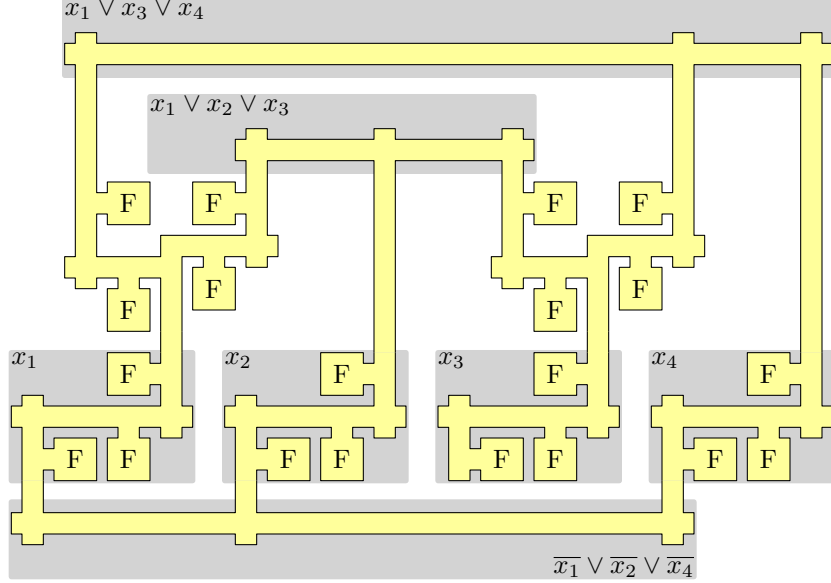 x₁ ∨ x₃ ∨ x₄
x₁ ∨ x₂ ∨ x₃
F F F F
F F F F
x₁ x₂ x₃ x₄
F F F F
F F F F F F F F
x̅₁ ∨ x̅₂ ∨ x̅₄